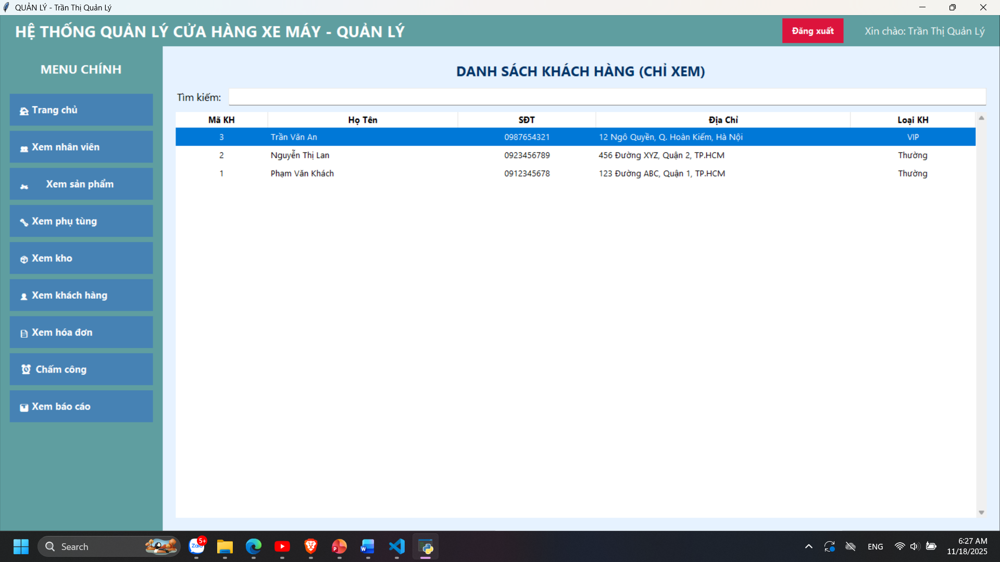 QUẢN LÝ - Trần Thị Quản Lý
HỆ THỐNG QUẢN LÝ CỬA HÀNG XE MÁY - QUẢN LÝ
Đăng xuất
Xin chào: Trần Thị Quản Lý
MENU CHÍNH
Trang chủ
Xem nhân viên
Xem sản phẩm
Xem phụ tùng
Xem kho
Xem khách hàng
Xem hóa đơn
Chấm công
Xem báo cáo
DANH SÁCH KHÁCH HÀNG (CHỈ XEM)
Tìm kiếm:
Mã KH Họ Tên SĐT Địa Chỉ Loại KH
3 Trần Văn An 0987654321 12 Ngô Quyền, Q. Hoàn Kiếm, Hà Nội VIP
2 Nguyễn Thị Lan 0923456789 456 Đường XYZ, Quận 2, TP.HCM Thường
1 Phạm Văn Khách 0912345678 123 Đường ABC, Quận 1, TP.HCM Thường
Search
Zalo
5+
P
W
ENG
6:27 AM
11/18/2025